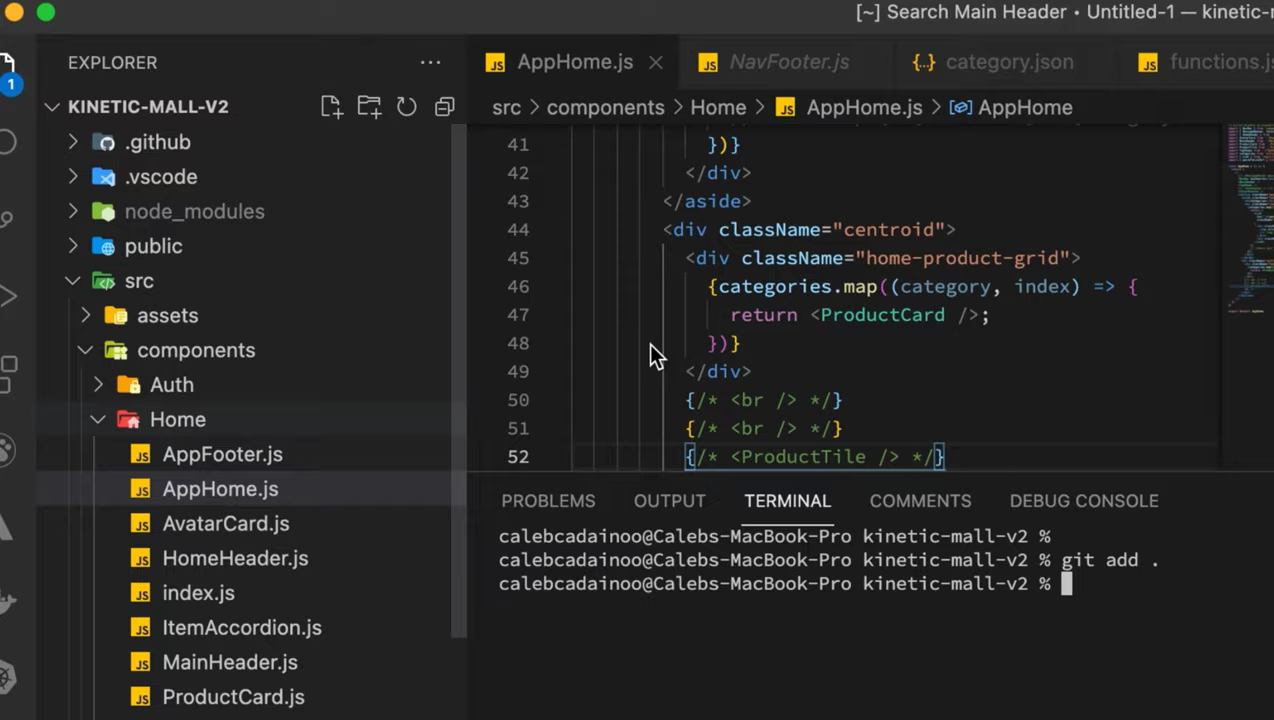 [~] Search Main Header • Untitled-1 — kinetic-
EXPLORER
1
KINETIC-MALL-V2
.github
.vscode
node_modules
public
src
assets
components
Auth
Home
AppFooter.js
AppHome.js
AvatarCard.js
HomeHeader.js
index.js
ItemAccordion.js
MainHeader.js
ProductCard.js
AppHome.js NavFooter.js category.json functions.js
src > components > Home > AppHome.js > AppHome
41 })}
42 </div>
43 </aside>
44 <div className="centroid">
45 <div className="home-product-grid">
46 {categories.map((category, index) => {
47 return <ProductCard />;
48 })}
49 </div>
50 {/* <br /> */}
51 {/* <br /> */}
52 {/* <ProductTile /> */}
PROBLEMS OUTPUT TERMINAL COMMENTS DEBUG CONSOLE
calebcadainoo@Calebs-MacBook-Pro kinetic-mall-v2 %
calebcadainoo@Calebs-MacBook-Pro kinetic-mall-v2 % git add .
calebcadainoo@Calebs-MacBook-Pro kinetic-mall-v2 %